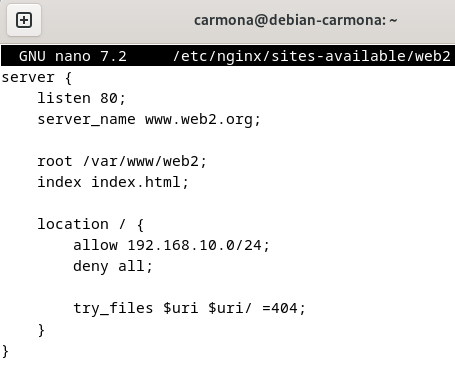 carmona@debian-carmona: ~
GNU nano 7.2 /etc/nginx/sites-available/web2
server {
listen 80;
server_name www.web2.org;
root /var/www/web2;
index index.html;
location / {
allow 192.168.10.0/24;
deny all;
try_files $uri $uri/ =404;
}
}